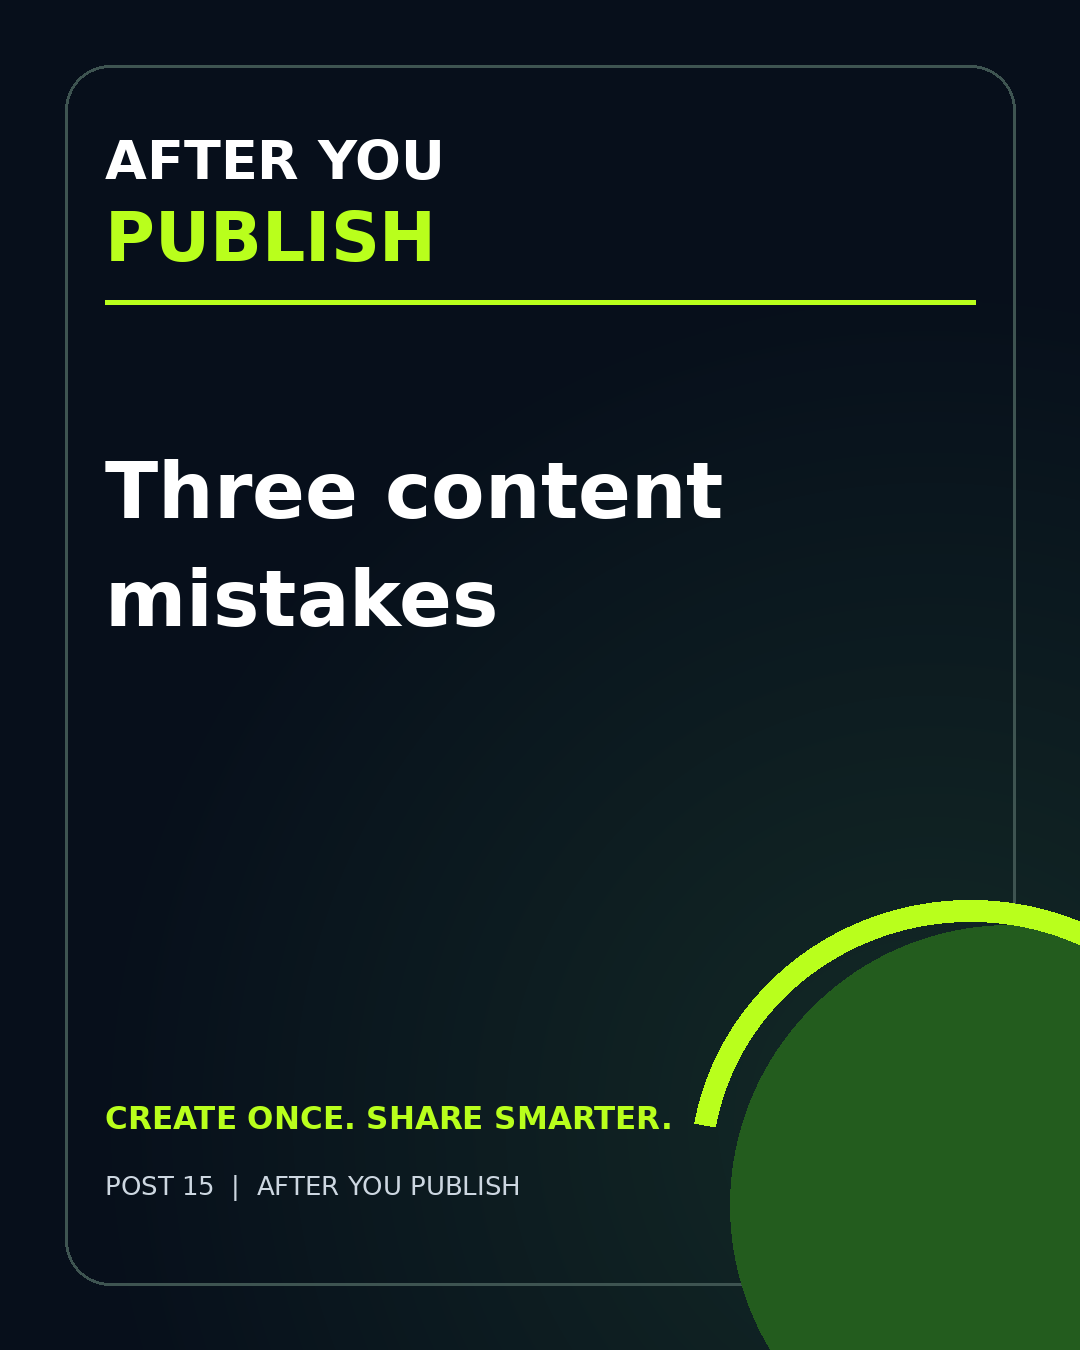 AFTER YOU
PUBLISH
Three content
mistakes
CREATE ONCE. SHARE SMARTER.
POST 15 | AFTER YOU PUBLISH